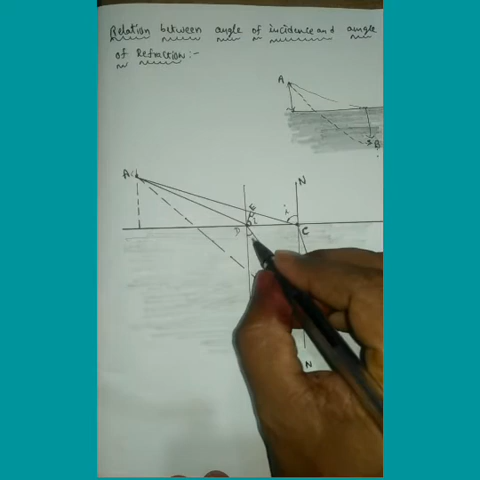 Relation between angle of incidence and angle
of Refraction :-
A
B
A
N
E
i
i
D
C
N